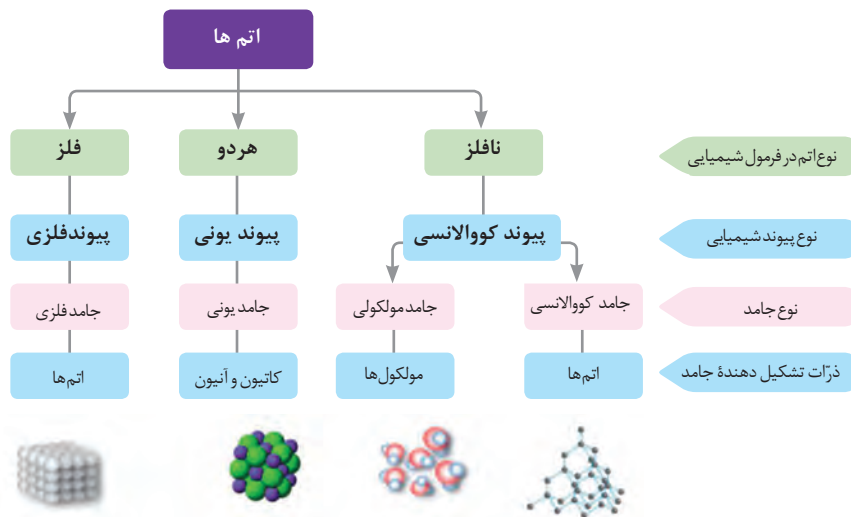 اتم ها
نوع اتم در فرمول شیمیایی
نافلز
هردو
فلز
نوع پیوند شیمیایی
پیوند کووالانسی
پیوند یونی
پیوندفلزی
نوع جامد
جامد کووالانسی
جامد مولکولی
جامد یونی
جامد فلزی
ذرّات تشکیل دهندهٔ جامد
اتم‌ها
مولکول‌ها
کاتیون و آنیون
اتم‌ها